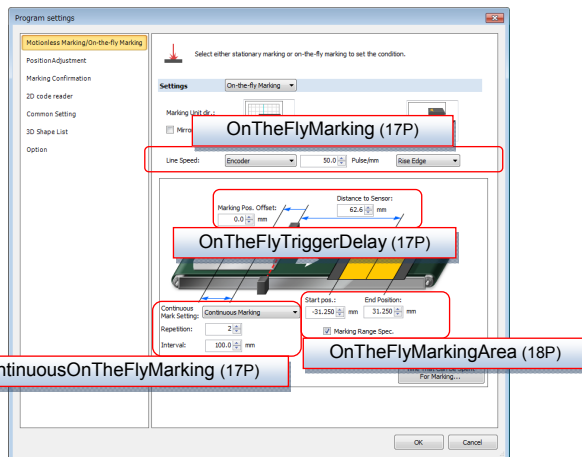 Program settings
Motionless Marking/On-the-fly Marking
Position Adjustment
Marking Confirmation
2D code reader
Common Setting
3D Shape List
Option
Select either stationary marking or on-the-fly marking to set the condition.
Settings On-the-fly Marking
Marking Unit dir.:
OnTheFlyMarking (17P)
Line Speed: Encoder 50.0 Pulse/mm Rise Edge
Marking Pos. Offset: Distance to Sensor:
0.0 mm 62.6 mm
OnTheFlyTriggerDelay (17P)
Start pos.: End Position:
Continuous Mark Setting: Continuous Marking -31.250 mm 31.250 mm
Repetition: 2 Marking Range Spec.
Interval: 100.0 mm
OnTheFlyMarkingArea (18P)
ntinuousOnTheFlyMarking (17P)
For Marking...
OK Cancel